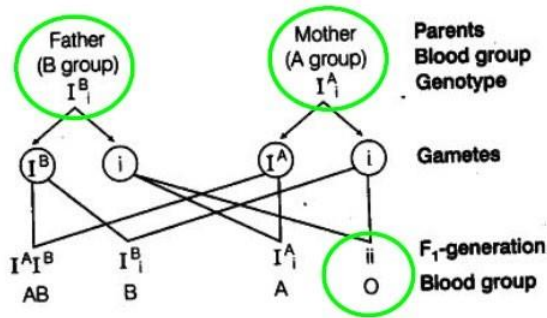 Father
(B group)
I^B i
Mother
(A group)
I^A i
Parents
Blood group
Genotype
I^B
i
I^A
i
Gametes
I^A I^B
I^B i
I^A i
ii
F₁-generation
AB
B
A
O
Blood group